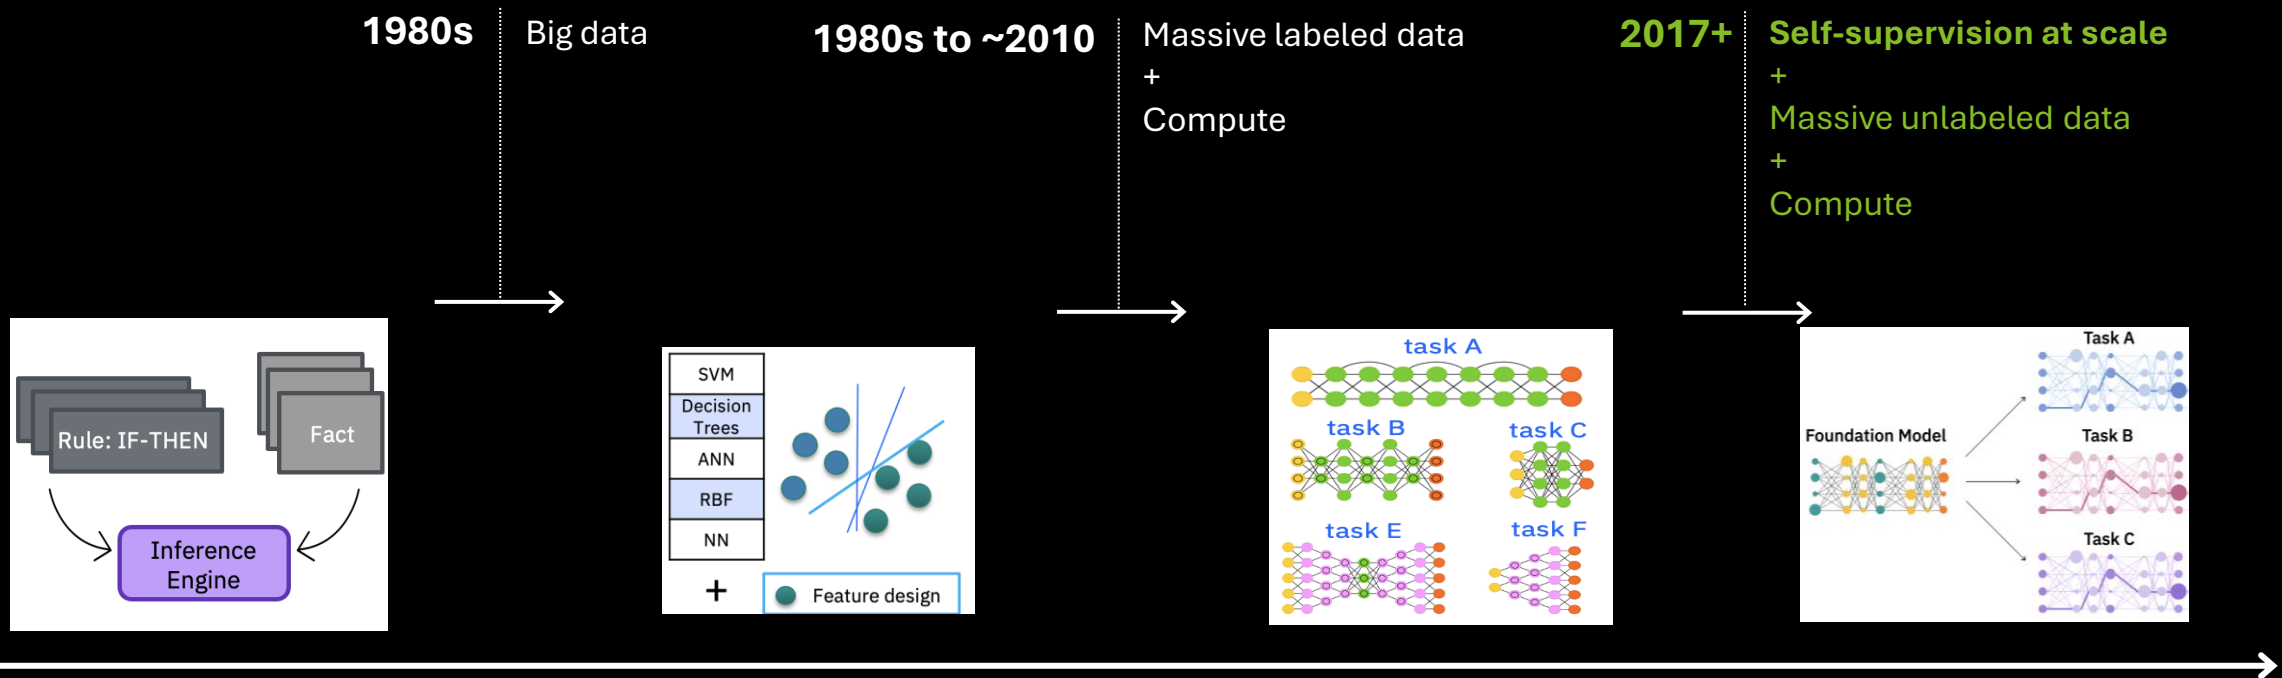 1980s
Big data
1980s to ~2010
Massive labeled data
+
Compute
2017+
Self-supervision at scale
+
Massive unlabeled data
+
Compute
Rule: IF-THEN
Fact
Inference
Engine
SVM
Decision
Trees
ANN
RBF
NN
+
Feature design
task A
task B
task C
task E
task F
Foundation Model
Task A
Task B
Task C